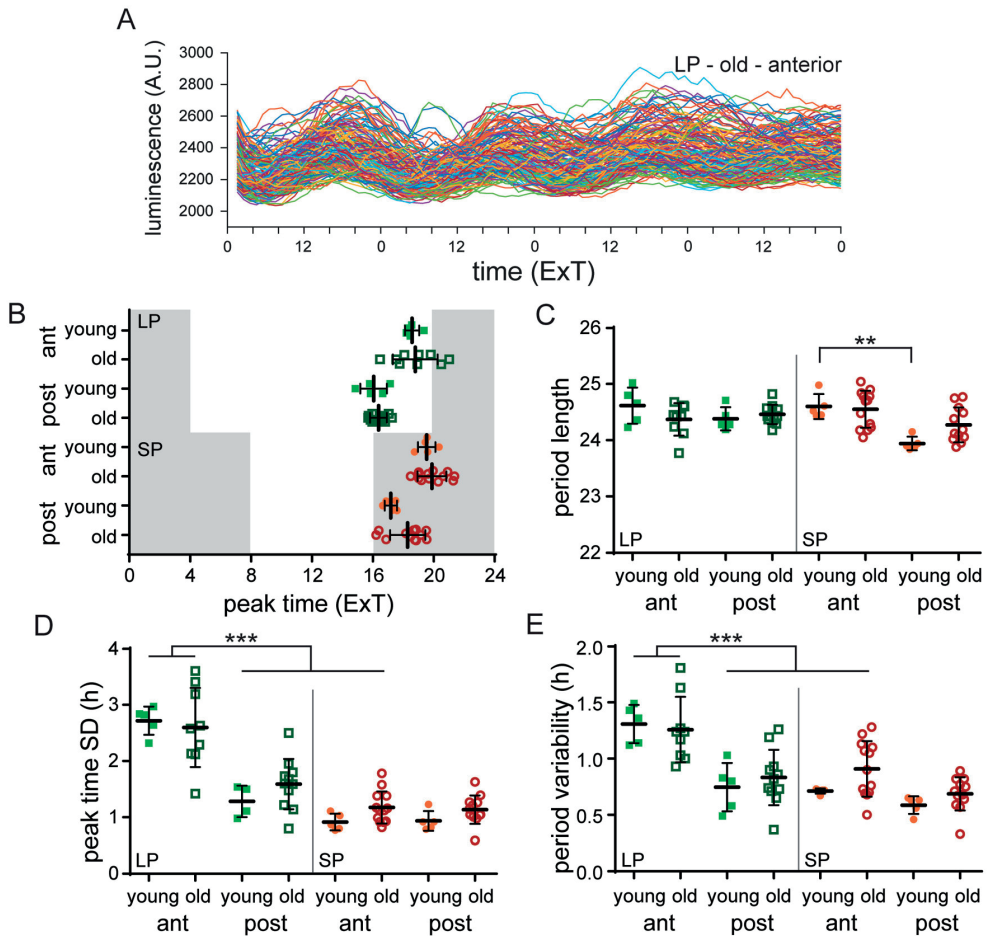 A
LP - old - anterior
luminescence (A.U.)
3000
2800
2600
2400
2200
2000
0 12 0 12 0 12 0 12 0
time (ExT)
B
LP
ant young
old
post young
old
SP
ant young
old
post young
old
0 4 8 12 16 20 24
peak time (ExT)
C
period length
26
25
24
23
22
**
LP SP
young old young old young old young old
ant post ant post
D
peak time SD (h)
4
3
2
1
0
***
LP SP
young old young old young old young old
ant post ant post
E
period variability (h)
2.0
1.5
1.0
0.5
0.0
***
LP SP
young old young old young old young old
ant post ant post